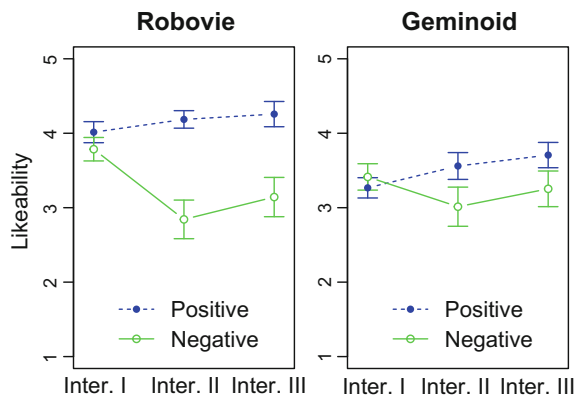 Robovie
Geminoid
Likeability
5
4
3
2
1
Positive
Negative
Inter. I Inter. II Inter. III
5
4
3
2
1
Positive
Negative
Inter. I Inter. II Inter. III